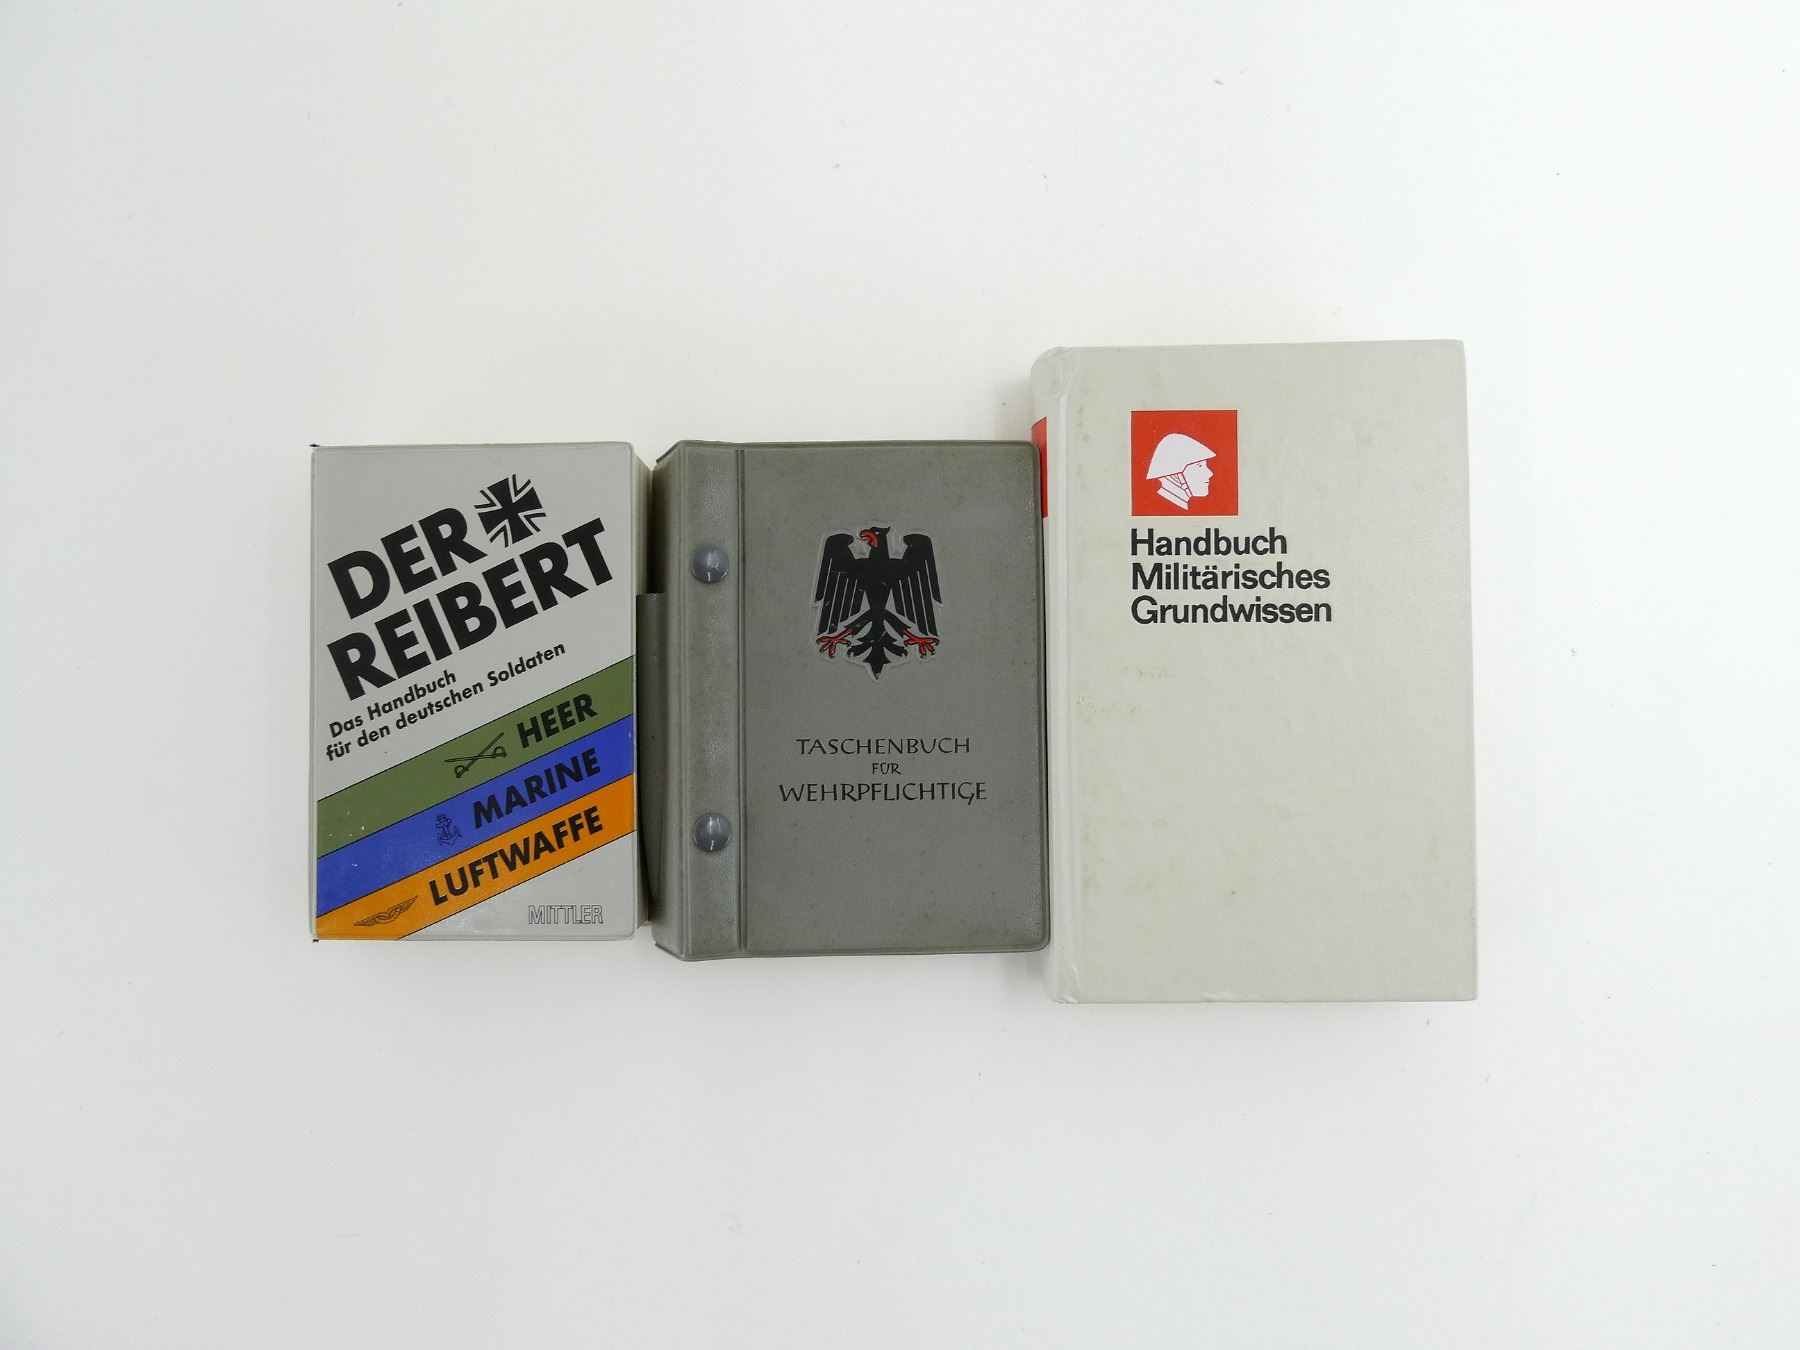 DER
REIBERT
Das Handbuch
für den deutschen Soldaten
HEER
MARINE
LUFTWAFFE
MITTLER
TASCHENBUCH
FÜR
WEHRPFLICHTIGE
Handbuch
Militärisches
Grundwissen